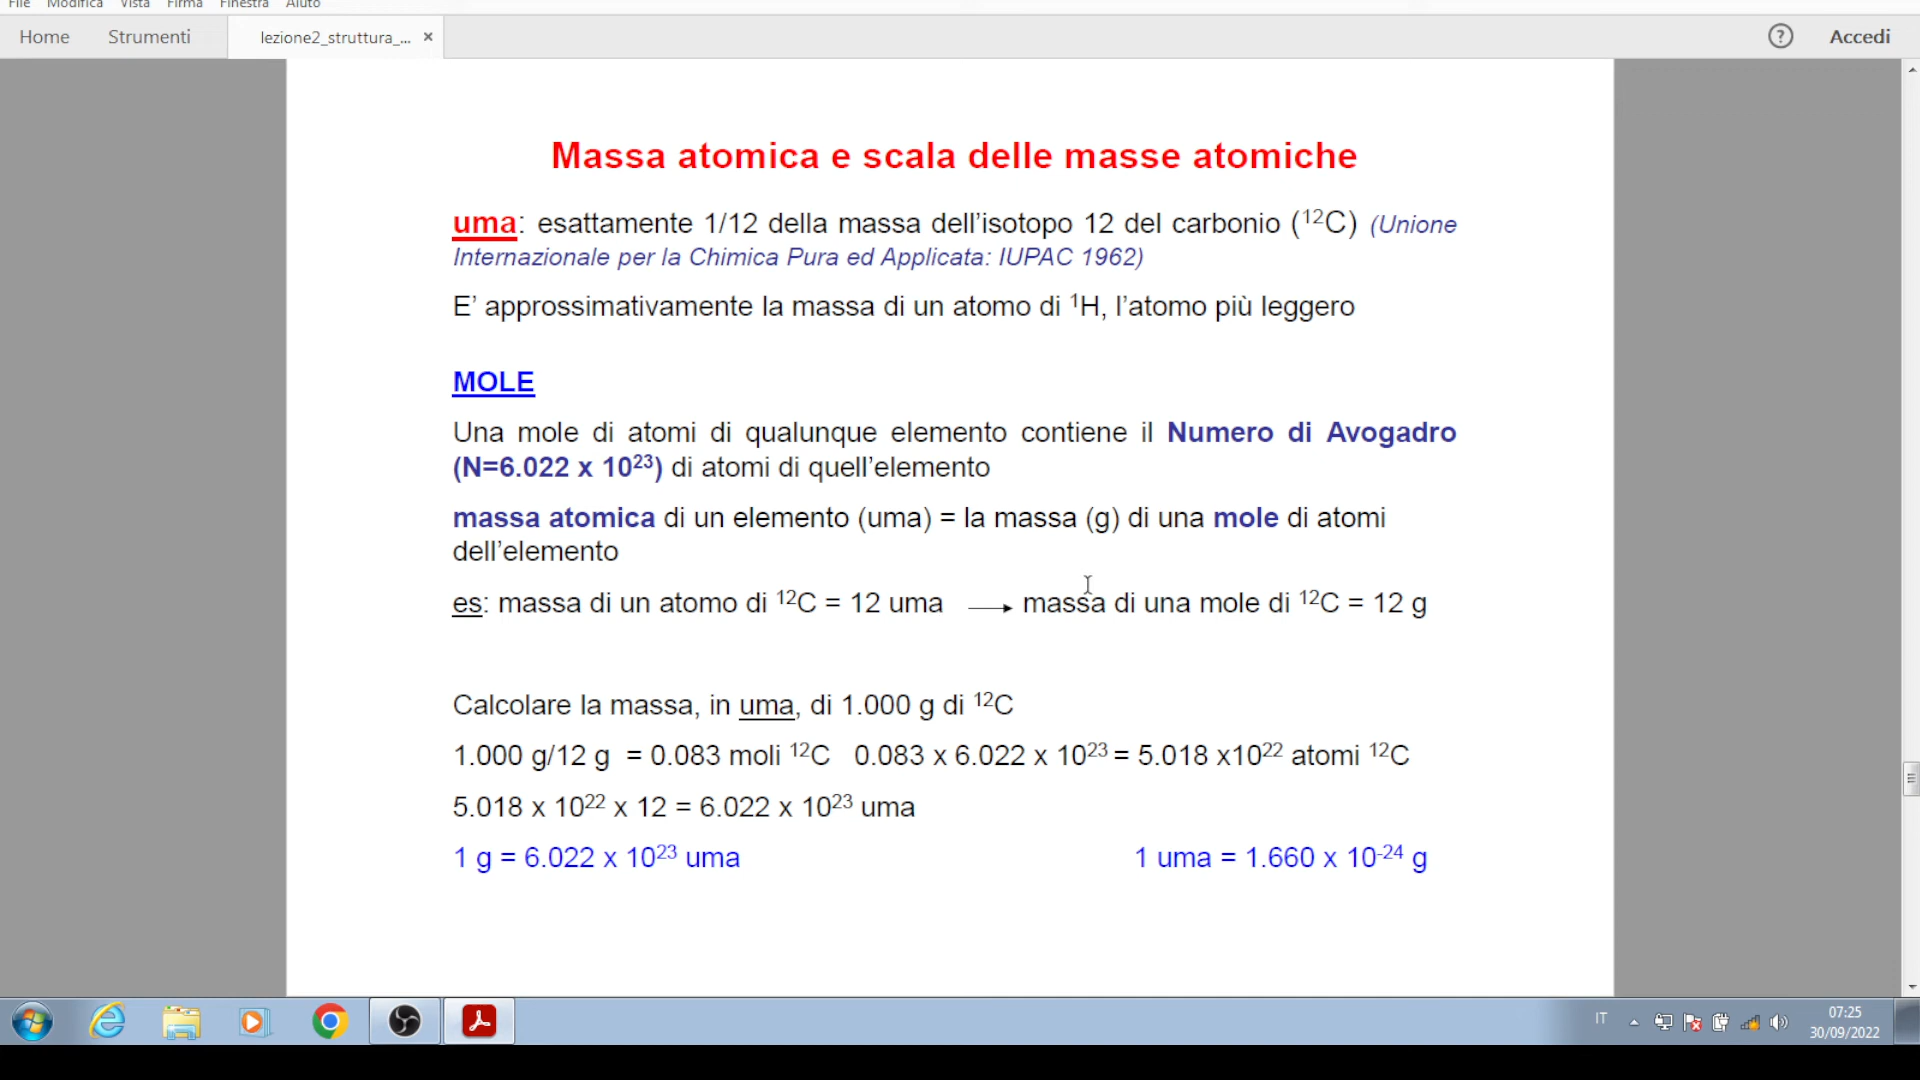 File Modifica Vista Firma Finestra Aiuto
Home Strumenti lezione2_struttura_... × ? Accedi
Massa atomica e scala delle masse atomiche
uma: esattamente 1/12 della massa dell'isotopo 12 del carbonio (¹²C) (Unione
Internazionale per la Chimica Pura ed Applicata: IUPAC 1962)
E' approssimativamente la massa di un atomo di ¹H, l'atomo più leggero
MOLE
Una mole di atomi di qualunque elemento contiene il Numero di Avogadro
(N=6.022 x 10²³) di atomi di quell'elemento
massa atomica di un elemento (uma) = la massa (g) di una mole di atomi
dell'elemento
es: massa di un atomo di ¹²C = 12 uma → massa di una mole di ¹²C = 12 g
Calcolare la massa, in uma, di 1.000 g di ¹²C
1.000 g/12 g = 0.083 moli ¹²C 0.083 x 6.022 x 10²³ = 5.018 x10²² atomi ¹²C
5.018 x 10²² x 12 = 6.022 x 10²³ uma
1 g = 6.022 x 10²³ uma 1 uma = 1.660 x 10⁻²⁴ g
IT 07:25
30/09/2022